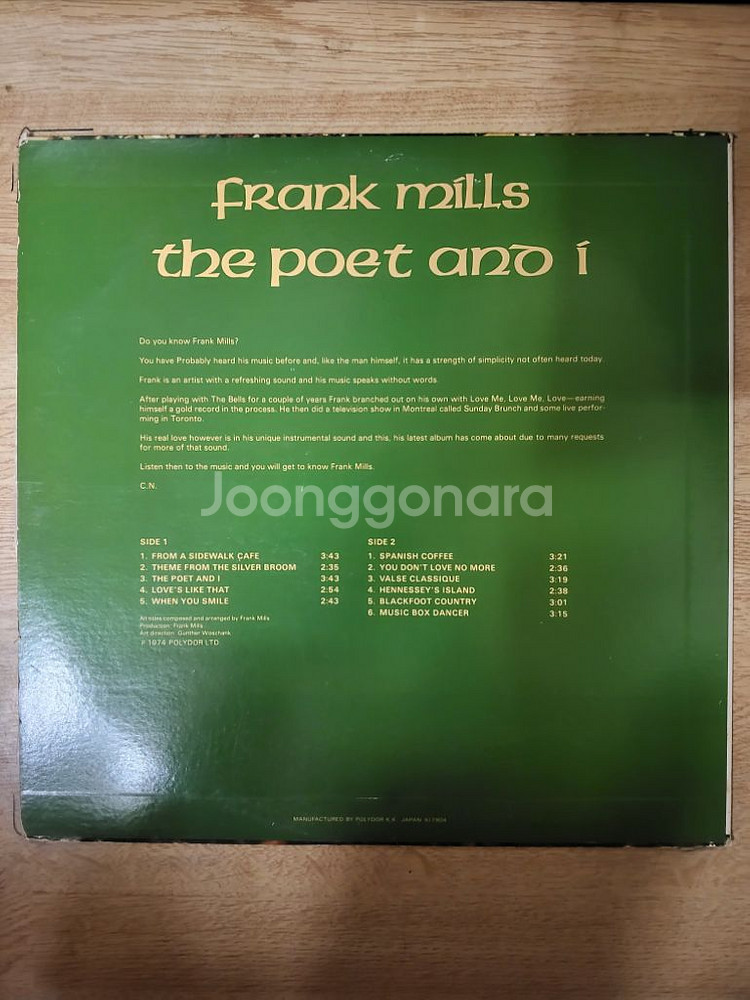 frank mills
the poet and í
Do you know Frank Mills?
You have Probably heard his music before and, like the man himself, it has a strength of simplicity not often heard today.
Frank is an artist with a refreshing sound and his music speaks without words.
After playing with The Bells for a couple of years Frank branched out on his own with Love Me, Love Me, Love—earning
himself a gold record in the process. He then did a television show in Montreal called Sunday Brunch and some live perfor-
ming in Toronto.
His real love however is in his unique instrumental sound and this, his latest album has come about due to many requests
for more of that sound.
Listen then to the music and you will get to know Frank Mills.
C.N.
Joonggonara
SIDE 1
1. FROM A SIDEWALK CAFE 3:43
2. THEME FROM THE SILVER BROOM 2:35
3. THE POET AND I 3:43
4. LOVE'S LIKE THAT 2:54
5. WHEN YOU SMILE 2:43
All titles composed and arranged by Frank Mills
Production: Frank Mills
Art direction: Gunther Woschank
℗ 1974 POLYDOR LTD.
SIDE 2
1. SPANISH COFFEE 3:21
2. YOU DON'T LOVE NO MORE 2:36
3. VALSE CLASSIQUE 3:19
4. HENNESSEY'S ISLAND 2:38
5. BLACKFOOT COUNTRY 3:01
6. MUSIC BOX DANCER 3:15
MANUFACTURED BY POLYDOR K.K. JAPAN